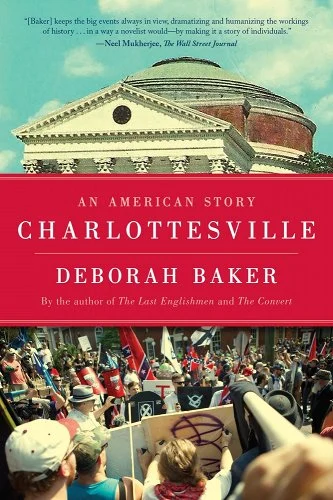 "[Baker] keeps the big events always in view, dramatizing and humanizing the workings
of history . . . in a way a novelist would—by making it a story of individuals."
—Neel Mukherjee, The Wall Street Journal
AN AMERICAN STORY
CHARLOTTESVILLE
DEBORAH BAKER
By the author of The Last Englishmen and The Convert